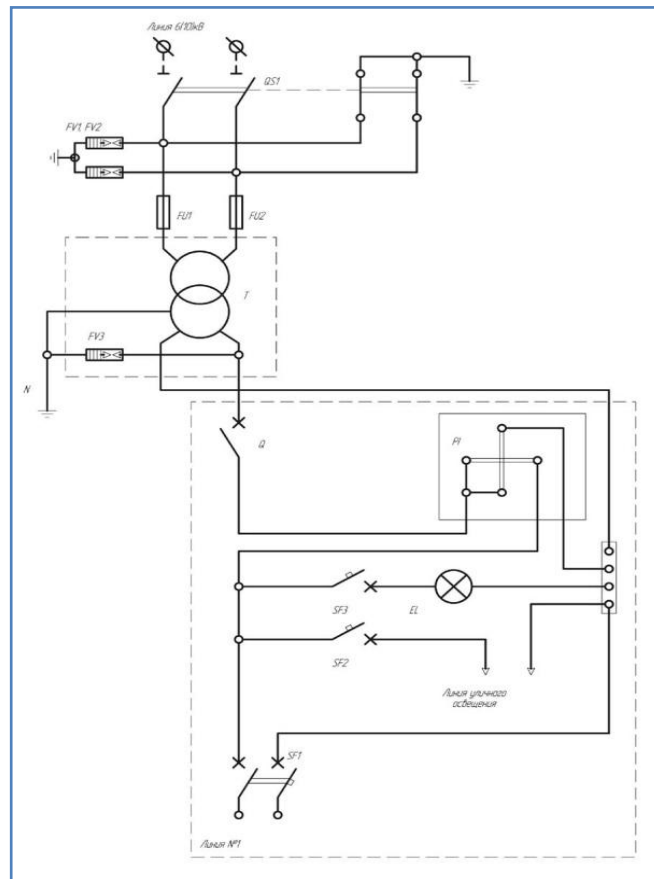 Линия 6(10)кВ
QS1
FV1, FV2
FU1
FU2
T
FV3
N
Q
PI
SF3
EL
SF2
Линия уличного
освещения
SF1
Линия №1